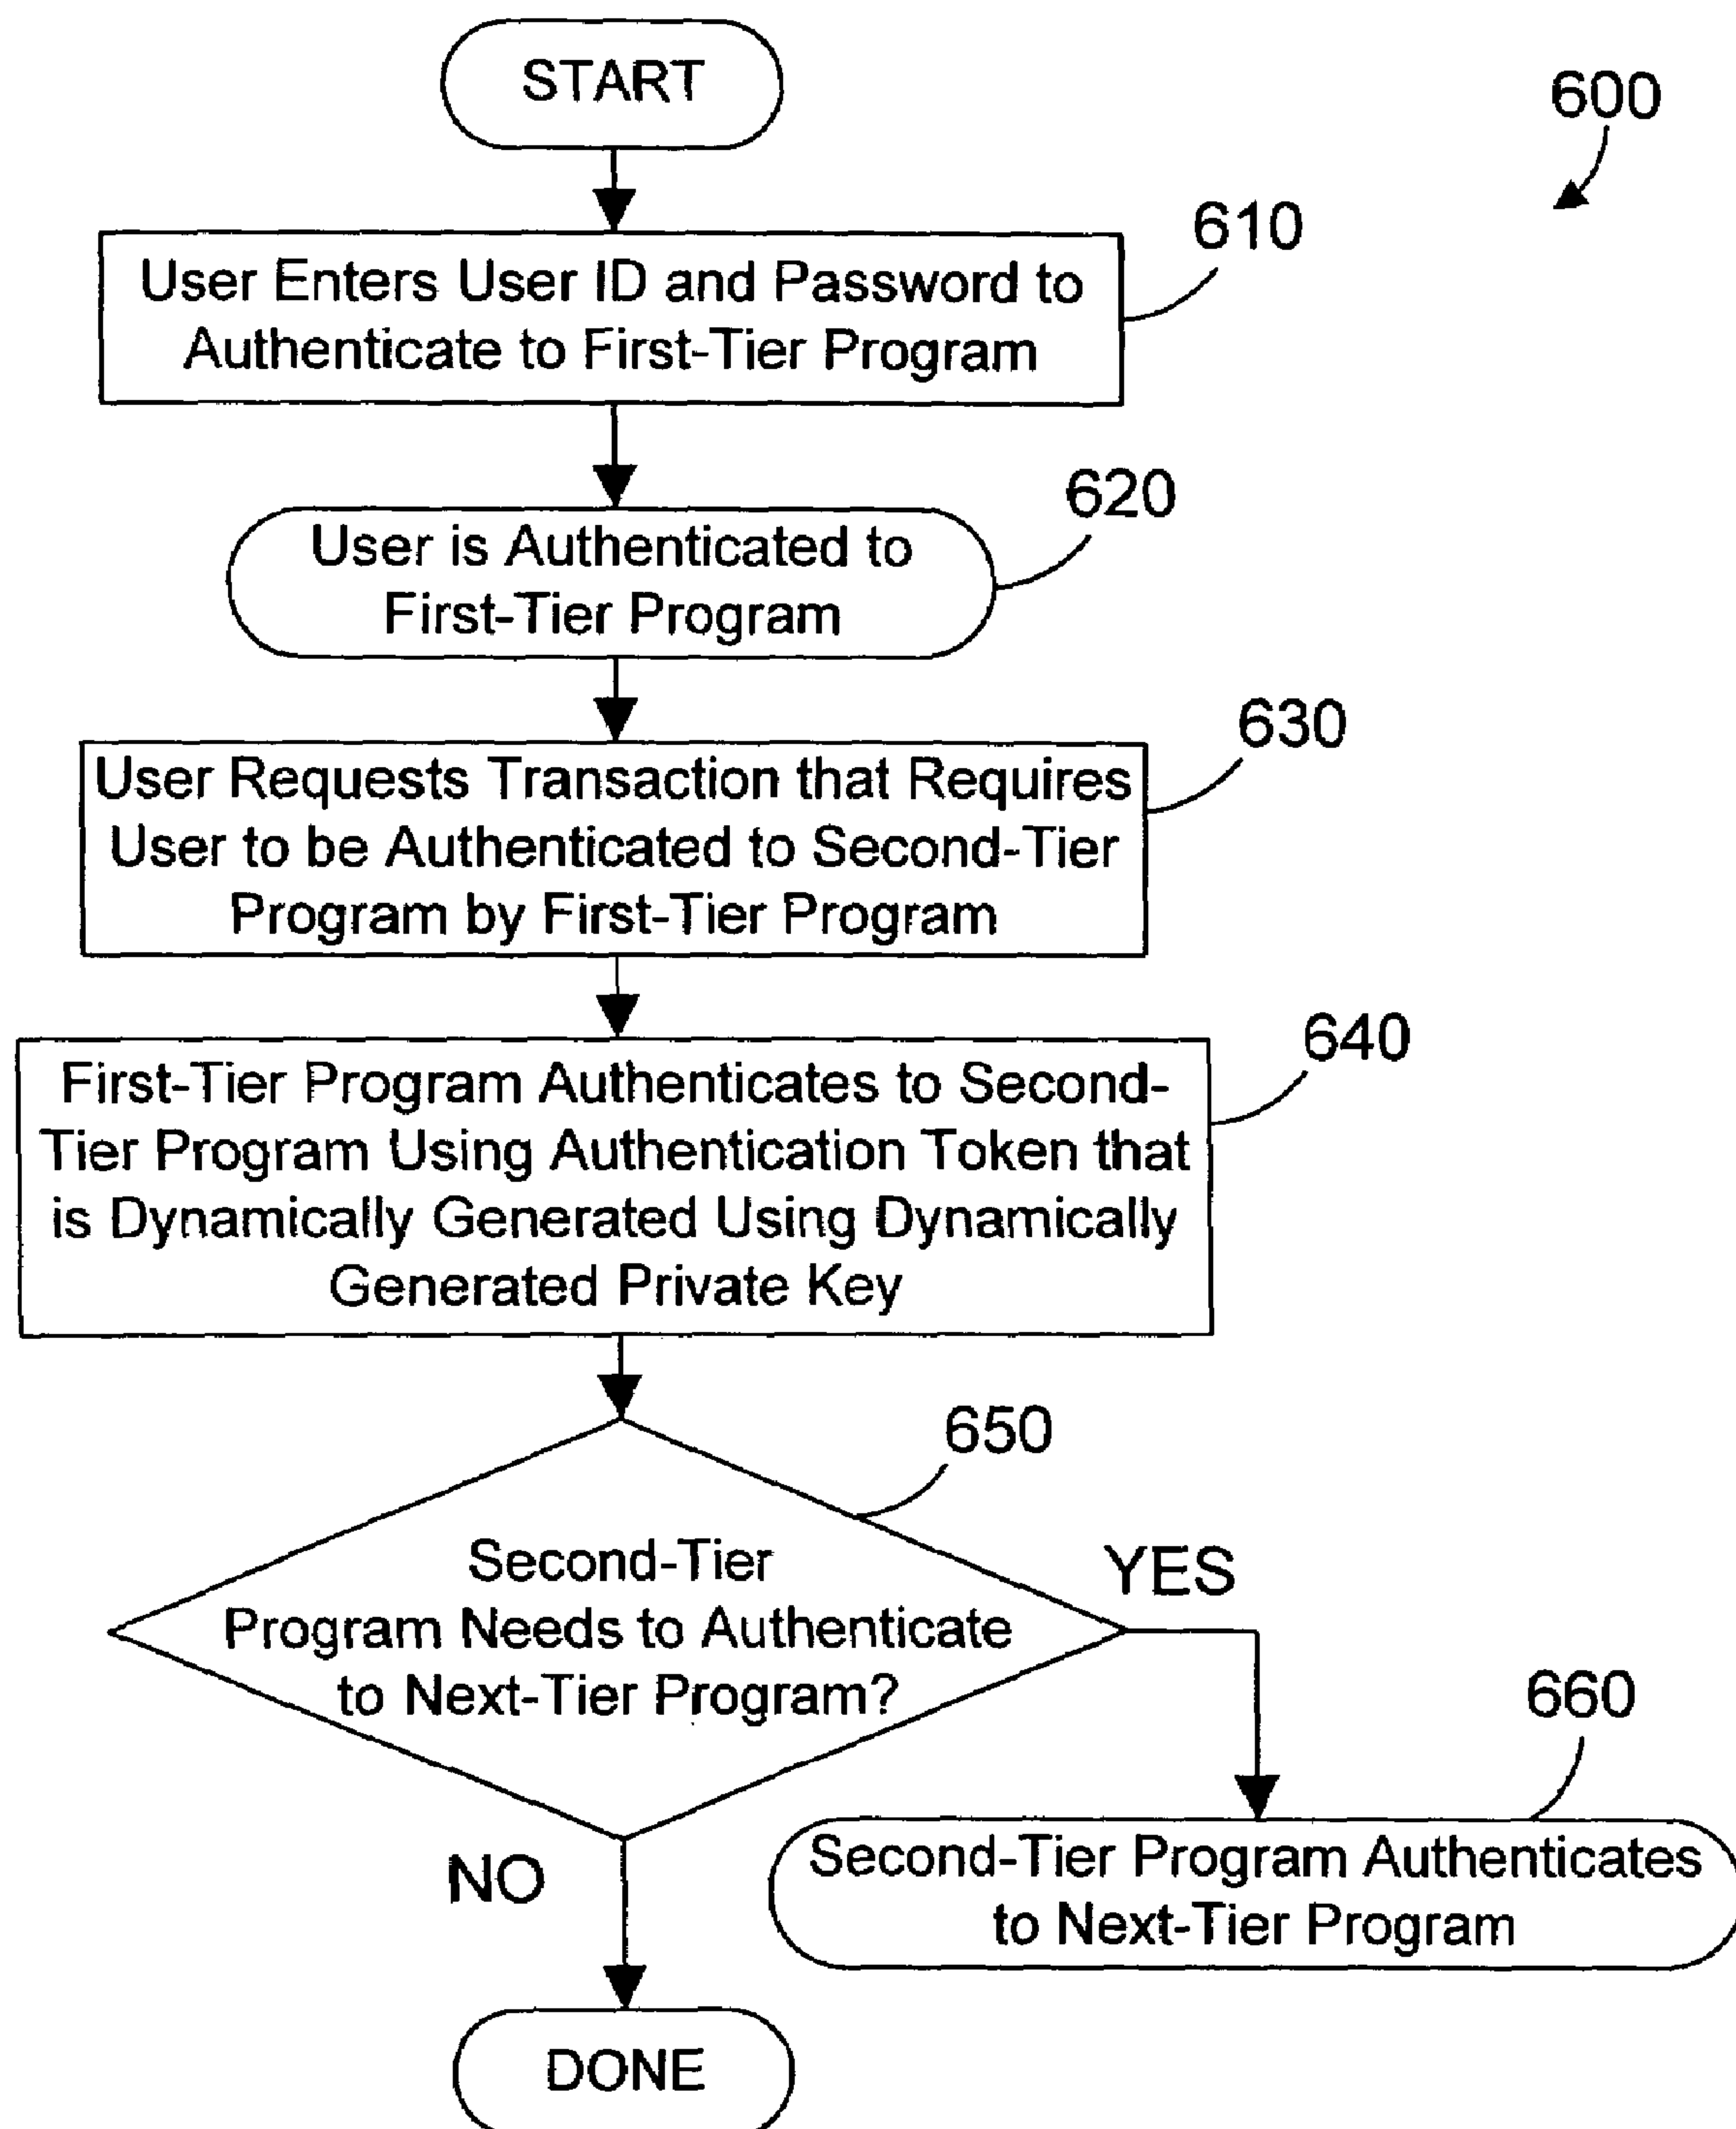 START
600
610
User Enters User ID and Password to
Authenticate to First-Tier Program
620
User is Authenticated to
First-Tier Program
630
User Requests Transaction that Requires
User to be Authenticated to Second-Tier
Program by First-Tier Program
640
First-Tier Program Authenticates to Second-
Tier Program Using Authentication Token that
is Dynamically Generated Using Dynamically
Generated Private Key
650
Second-Tier
Program Needs to Authenticate
to Next-Tier Program?
YES
660
Second-Tier Program Authenticates
to Next-Tier Program
NO
DONE